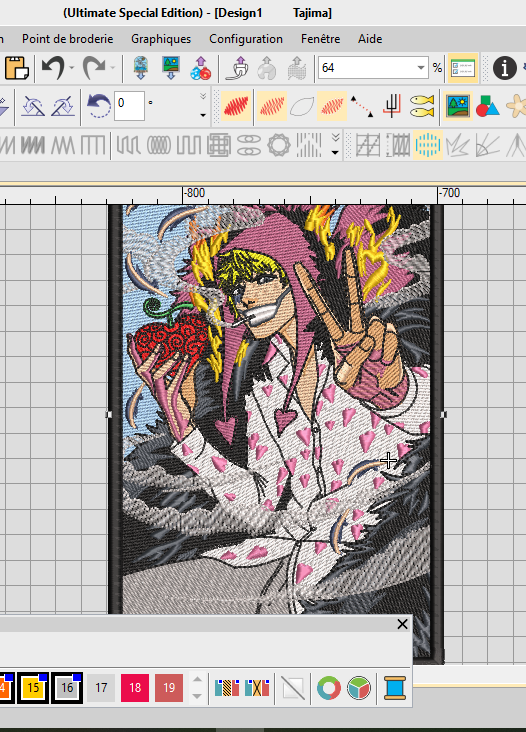 (Ultimate Special Edition) - [Design1 Tajima]
n Point de broderie Graphiques Configuration Fenêtre Aide
64 %
0 °
-800 -700
4 15 16 17 18 19